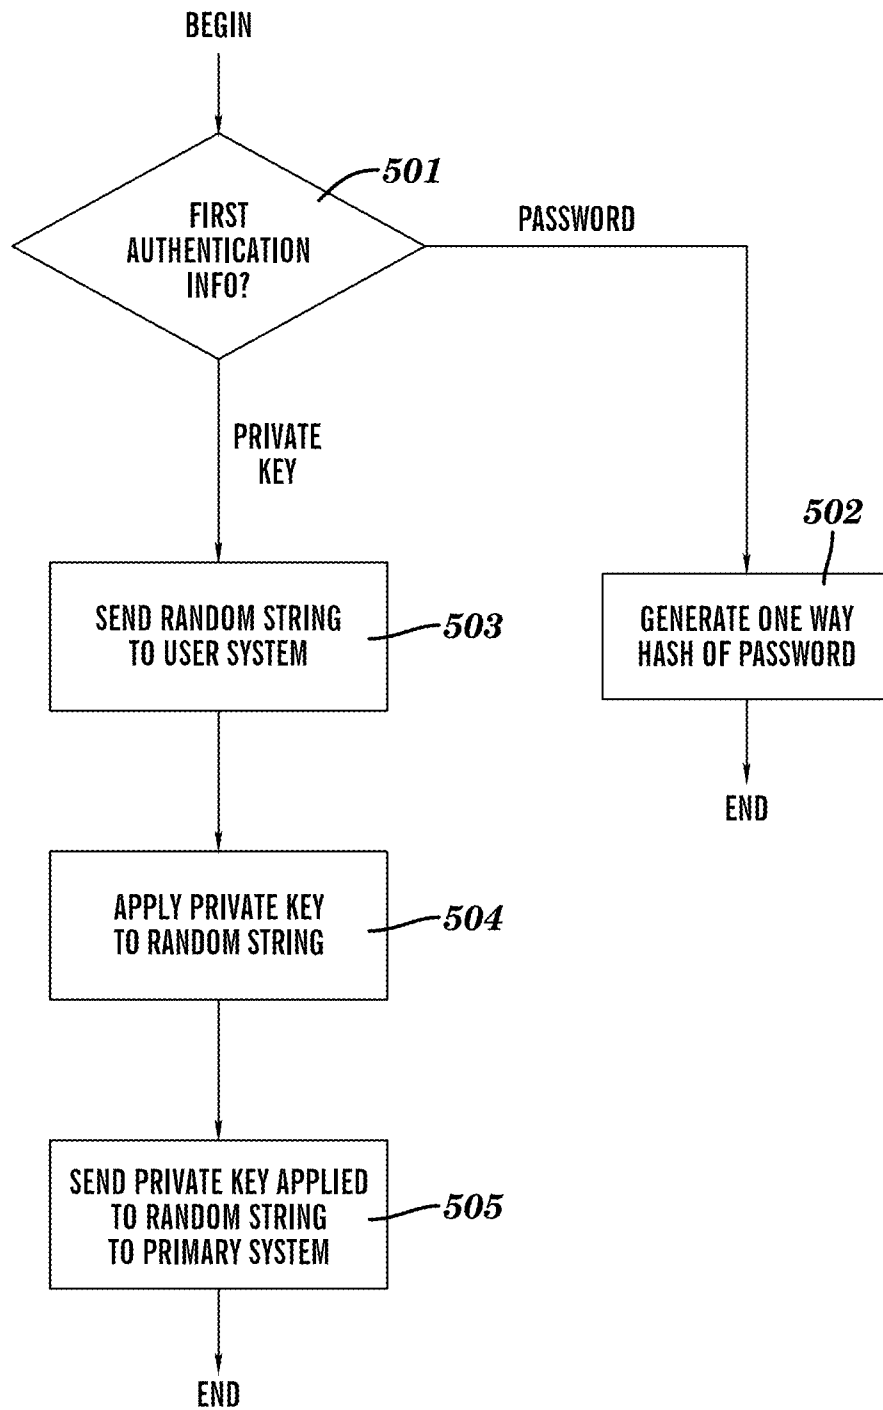 BEGIN
501
FIRST
AUTHENTICATION
INFO?
PASSWORD
PRIVATE
KEY
502
SEND RANDOM STRING
TO USER SYSTEM
503
GENERATE ONE WAY
HASH OF PASSWORD
END
APPLY PRIVATE KEY
TO RANDOM STRING
504
SEND PRIVATE KEY APPLIED
TO RANDOM STRING
TO PRIMARY SYSTEM
505
END